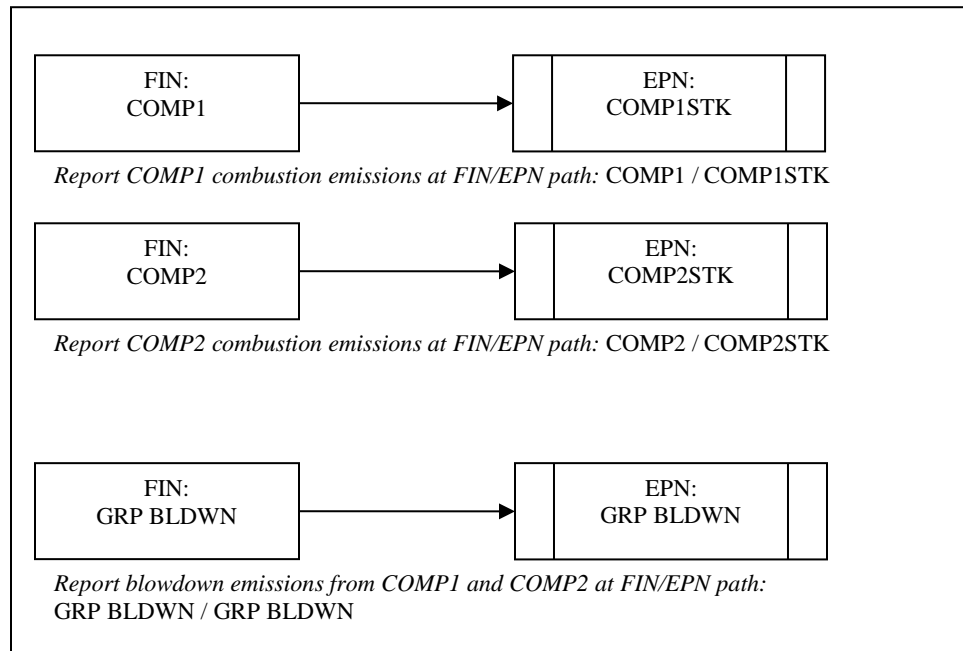 FIN:
COMP1
EPN:
COMP1STK
Report COMP1 combustion emissions at FIN/EPN path: COMP1 / COMP1STK
FIN:
COMP2
EPN:
COMP2STK
Report COMP2 combustion emissions at FIN/EPN path: COMP2 / COMP2STK
FIN:
GRP BLDWN
EPN:
GRP BLDWN
Report blowdown emissions from COMP1 and COMP2 at FIN/EPN path:
GRP BLDWN / GRP BLDWN